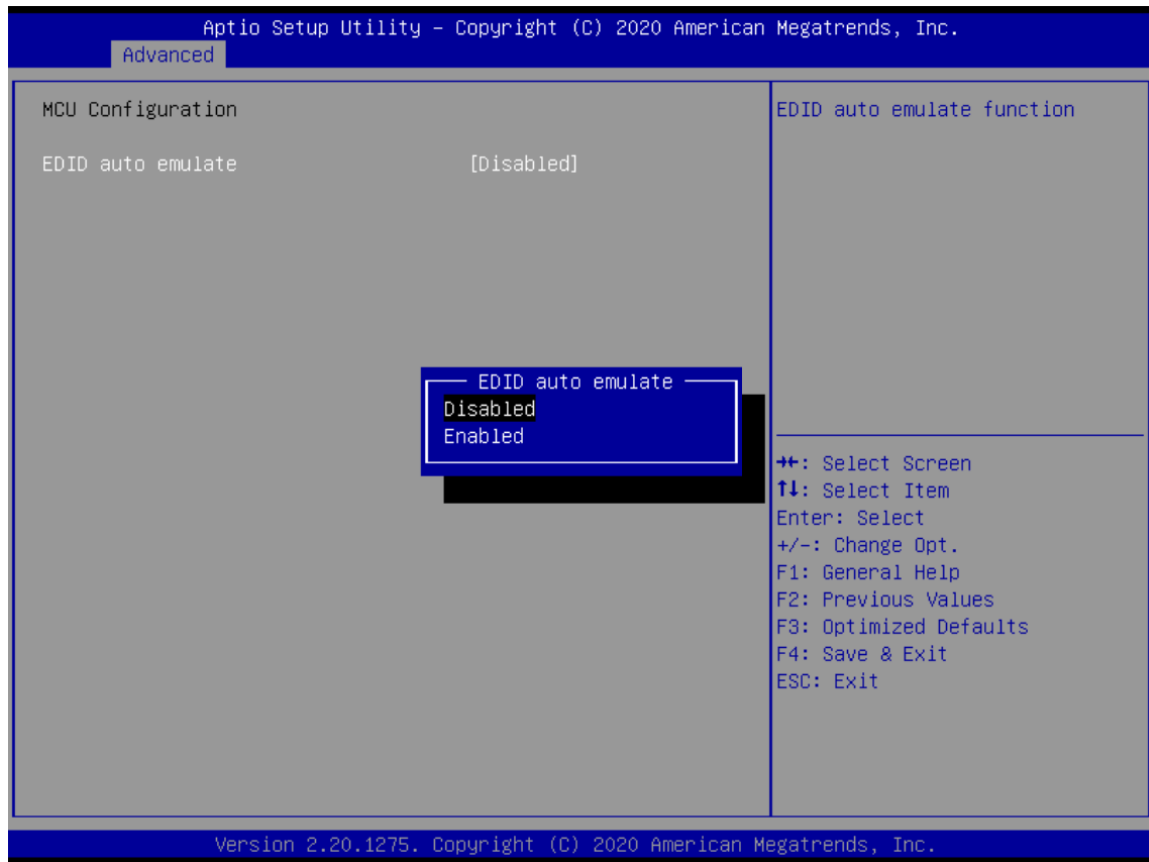 Aptio Setup Utility – Copyright (C) 2020 American Megatrends, Inc.
Advanced
MCU Configuration
EDID auto emulate [Disabled]
EDID auto emulate
Disabled
Enabled
EDID auto emulate function
→←: Select Screen
↑↓: Select Item
Enter: Select
+/-: Change Opt.
F1: General Help
F2: Previous Values
F3: Optimized Defaults
F4: Save & Exit
ESC: Exit
Version 2.20.1275. Copyright (C) 2020 American Megatrends, Inc.